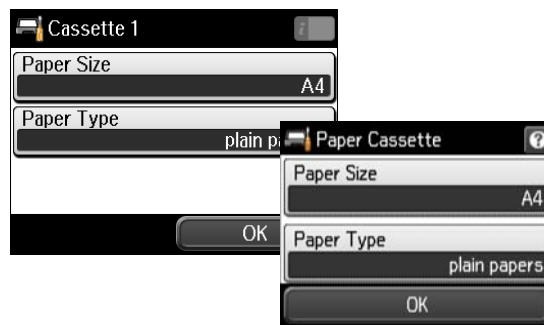 Cassette 1
Paper Size
A4
Paper Type
plain p
OK
Paper Cassette
?
Paper Size
A4
Paper Type
plain papers
OK